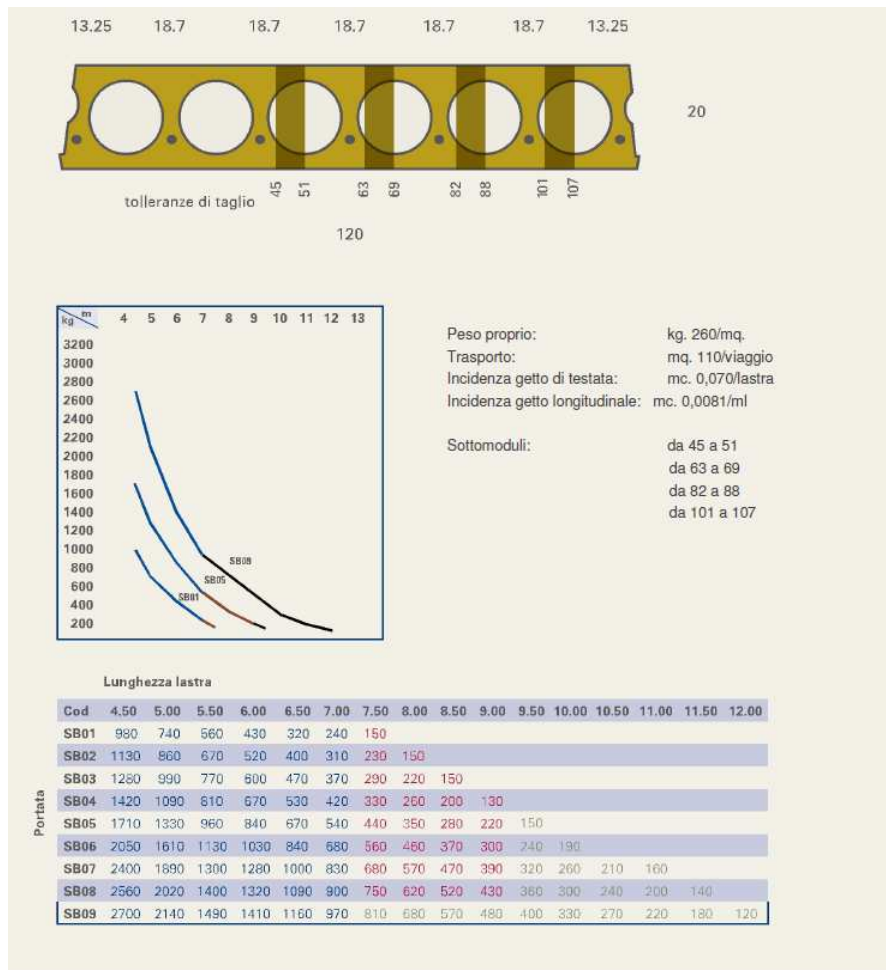 13.25 18.7 18.7 18.7 18.7 18.7 13.25
20
tolleranze di taglio 45 51 63 69 82 88 101 107
120
kg m 4 5 6 7 8 9 10 11 12 13
3200
3000
2800
2600
2400
2200
2000
1800
1600
1400
1200
1000
800
600
400
200
SB09
SB05
SB01
Peso proprio: kg. 260/mq.
Trasporto: mq. 110/viaggio
Incidenza getto di testata: mc. 0,070/lastra
Incidenza getto longitudinale: mc. 0,0081/ml
Sottomoduli: da 45 a 51
da 63 a 69
da 82 a 88
da 101 a 107
Lunghezza lastra
Portata
Cod 4.50 5.00 5.50 6.00 6.50 7.00 7.50 8.00 8.50 9.00 9.50 10.00 10.50 11.00 11.50 12.00
SB01 980 740 560 430 320 240 150
SB02 1130 860 670 520 400 310 230 150
SB03 1280 990 770 600 470 370 290 220 150
SB04 1420 1090 810 670 530 420 330 260 200 130
SB05 1710 1330 960 840 670 540 440 350 280 220 150
SB06 2050 1610 1130 1030 840 680 560 460 370 300 240 190
SB07 2400 1890 1300 1280 1000 830 680 570 470 390 320 260 210 160
SB08 2560 2020 1400 1320 1090 900 750 620 520 430 360 300 240 200 140
SB09 2700 2140 1490 1410 1160 970 810 680 570 480 400 330 270 220 180 120